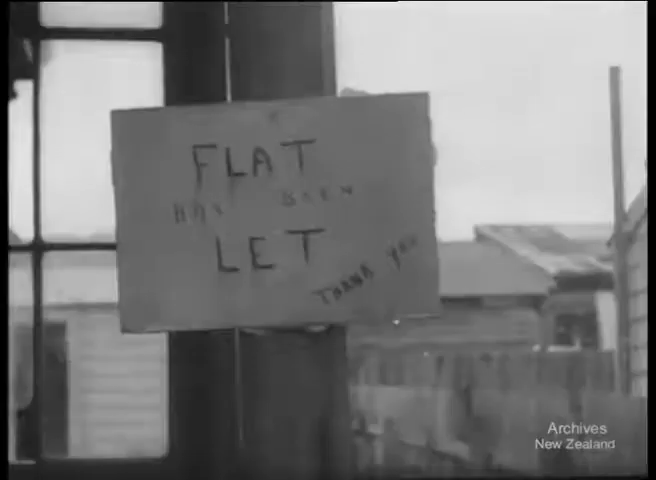 FLAT
HAS BEEN
LET
THANK YOU
Archives
New Zealand